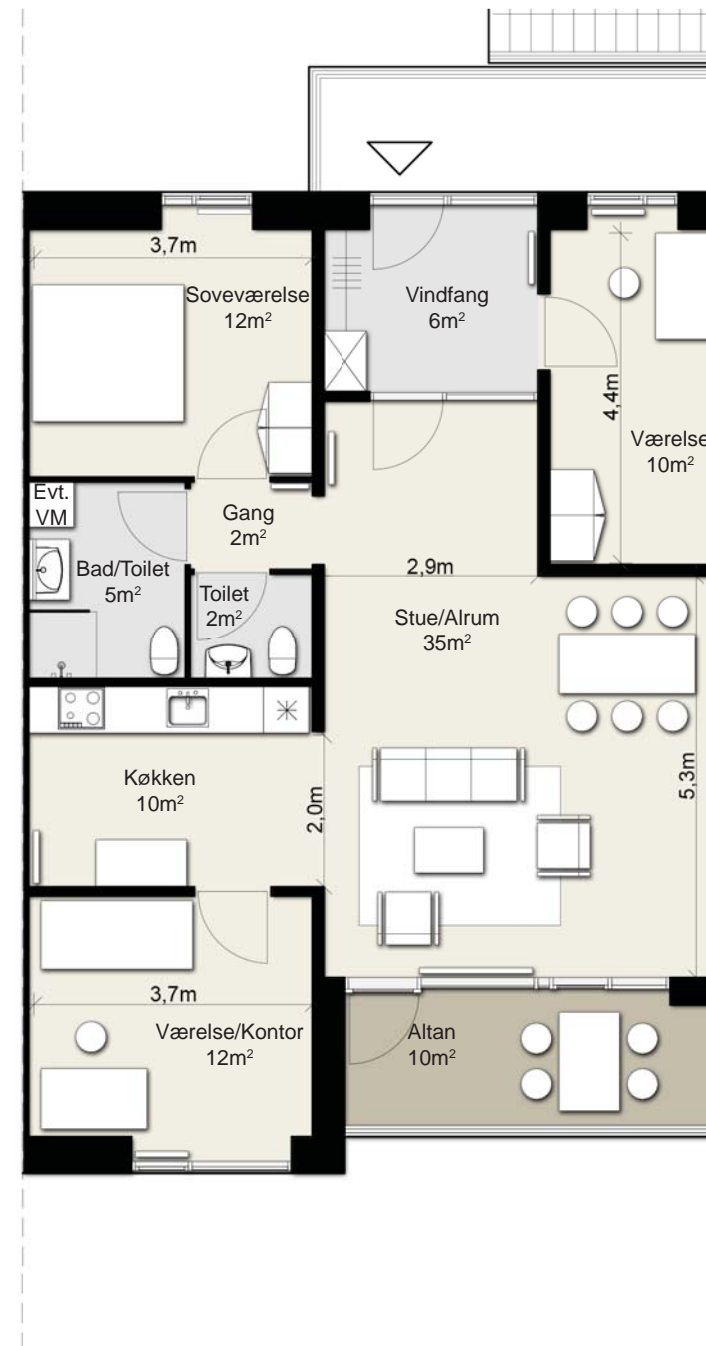 3,7m
Soveværelse
12m²
Vindfang
6m²
4,4m
Værelse
10m²
Evt.
VM
Gang
2m²
Bad/Toilet
5m²
Toilet
2m²
2,9m
Stue/Alrum
35m²
Køkken
10m²
2,0m
5,3m
3,7m
Værelse/Kontor
12m²
Altan
10m²